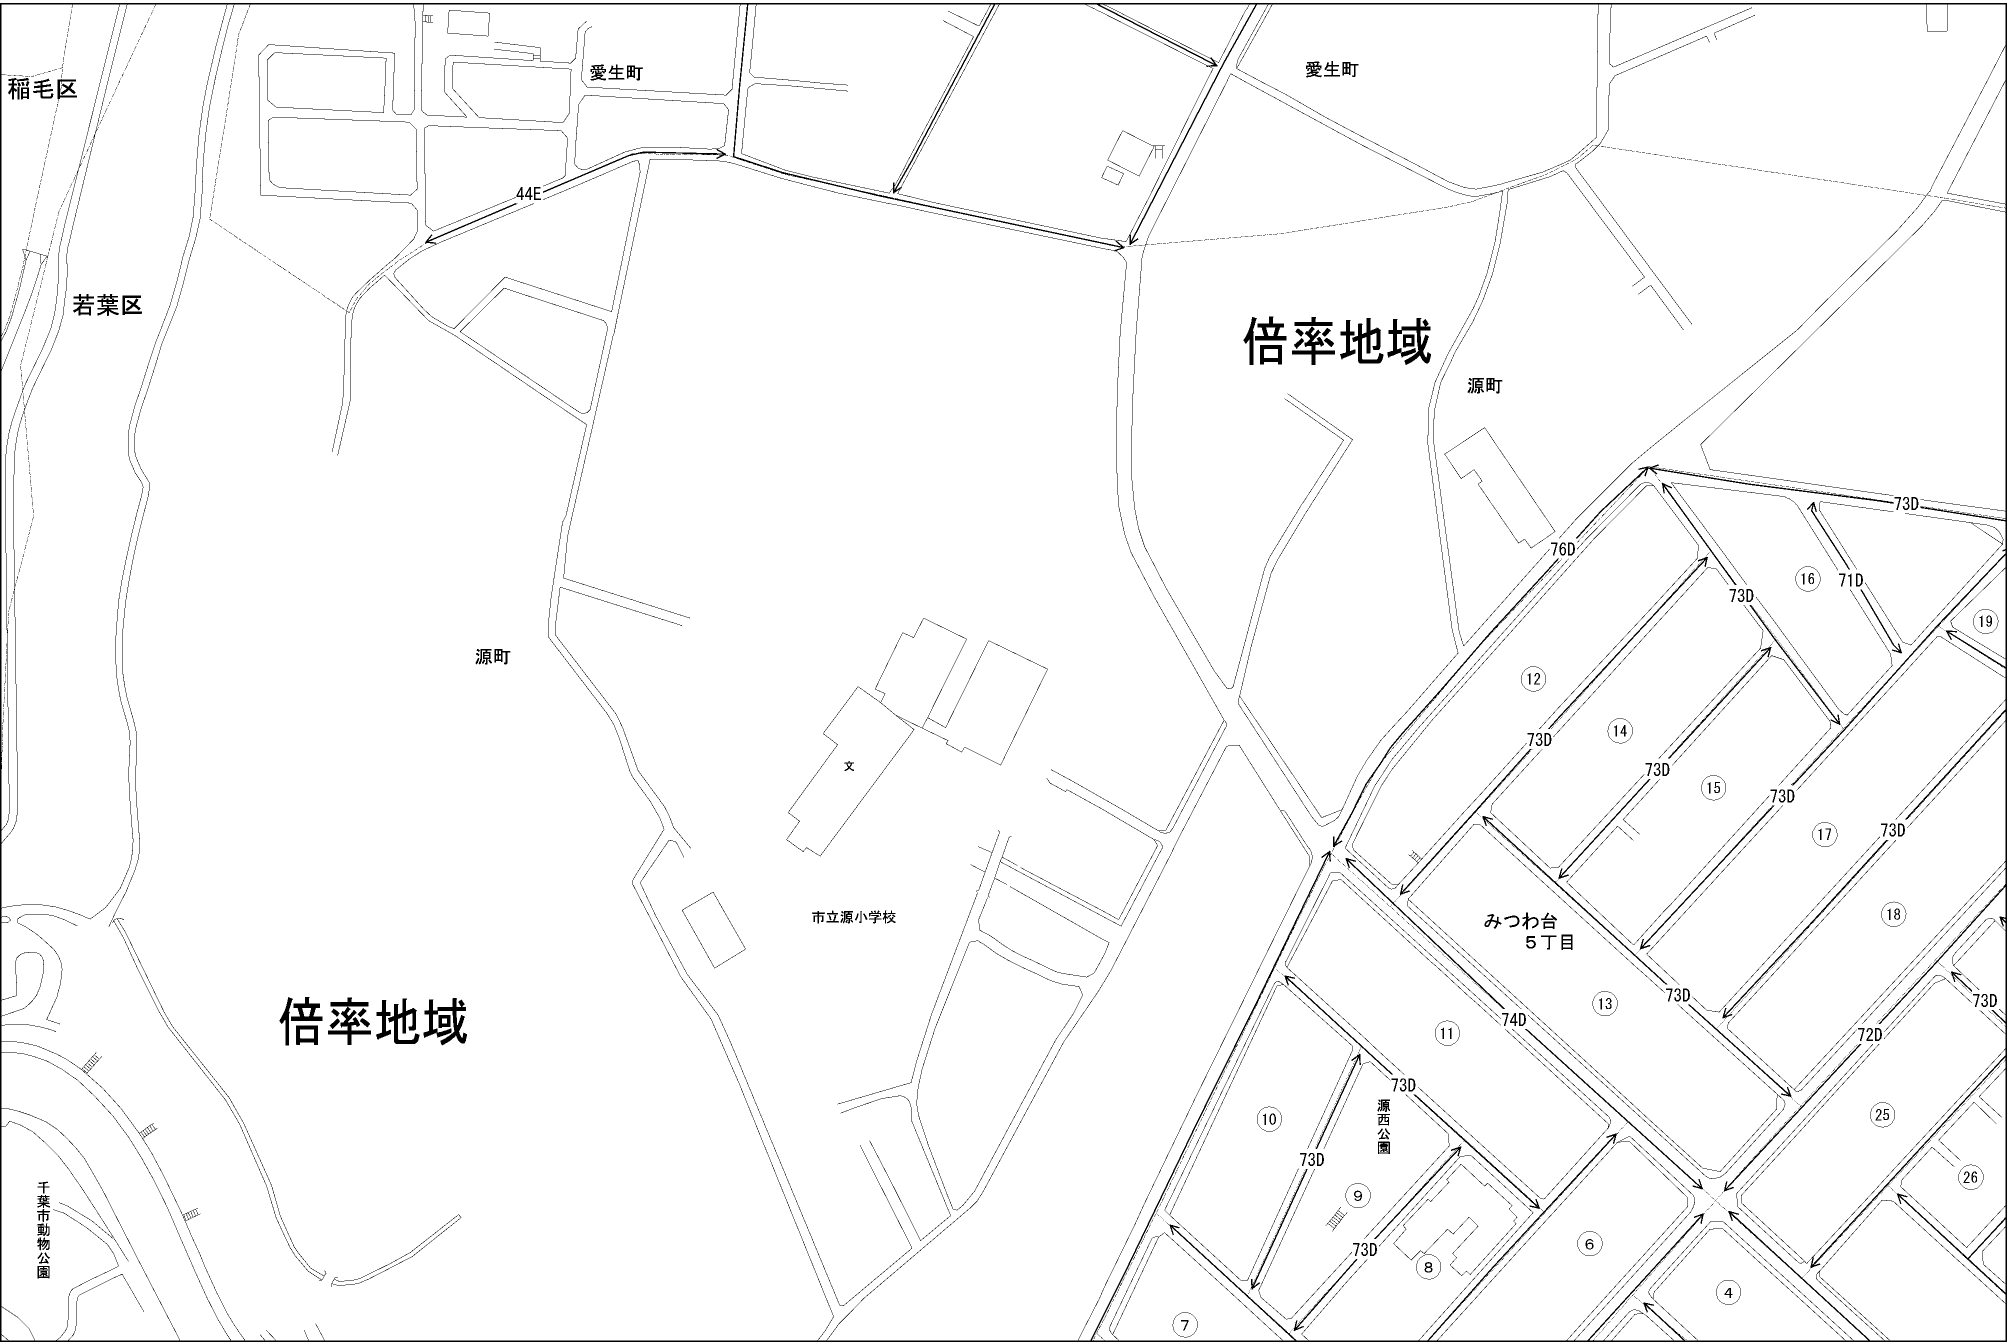 稲毛区
愛生町
愛生町
44E
若葉区
倍率地域
源町
73D
76D
16
71D
73D
19
源町
12
14
73D
文
73D
15
73D
17
73D
市立源小学校
みつわ台
5丁目
18
倍率地域
13
73D
73D
74D
11
72D
73D
10
源
西
公
園
25
73D
26
千
葉
市
動
物
公
園
9
73D
8
6
4
7